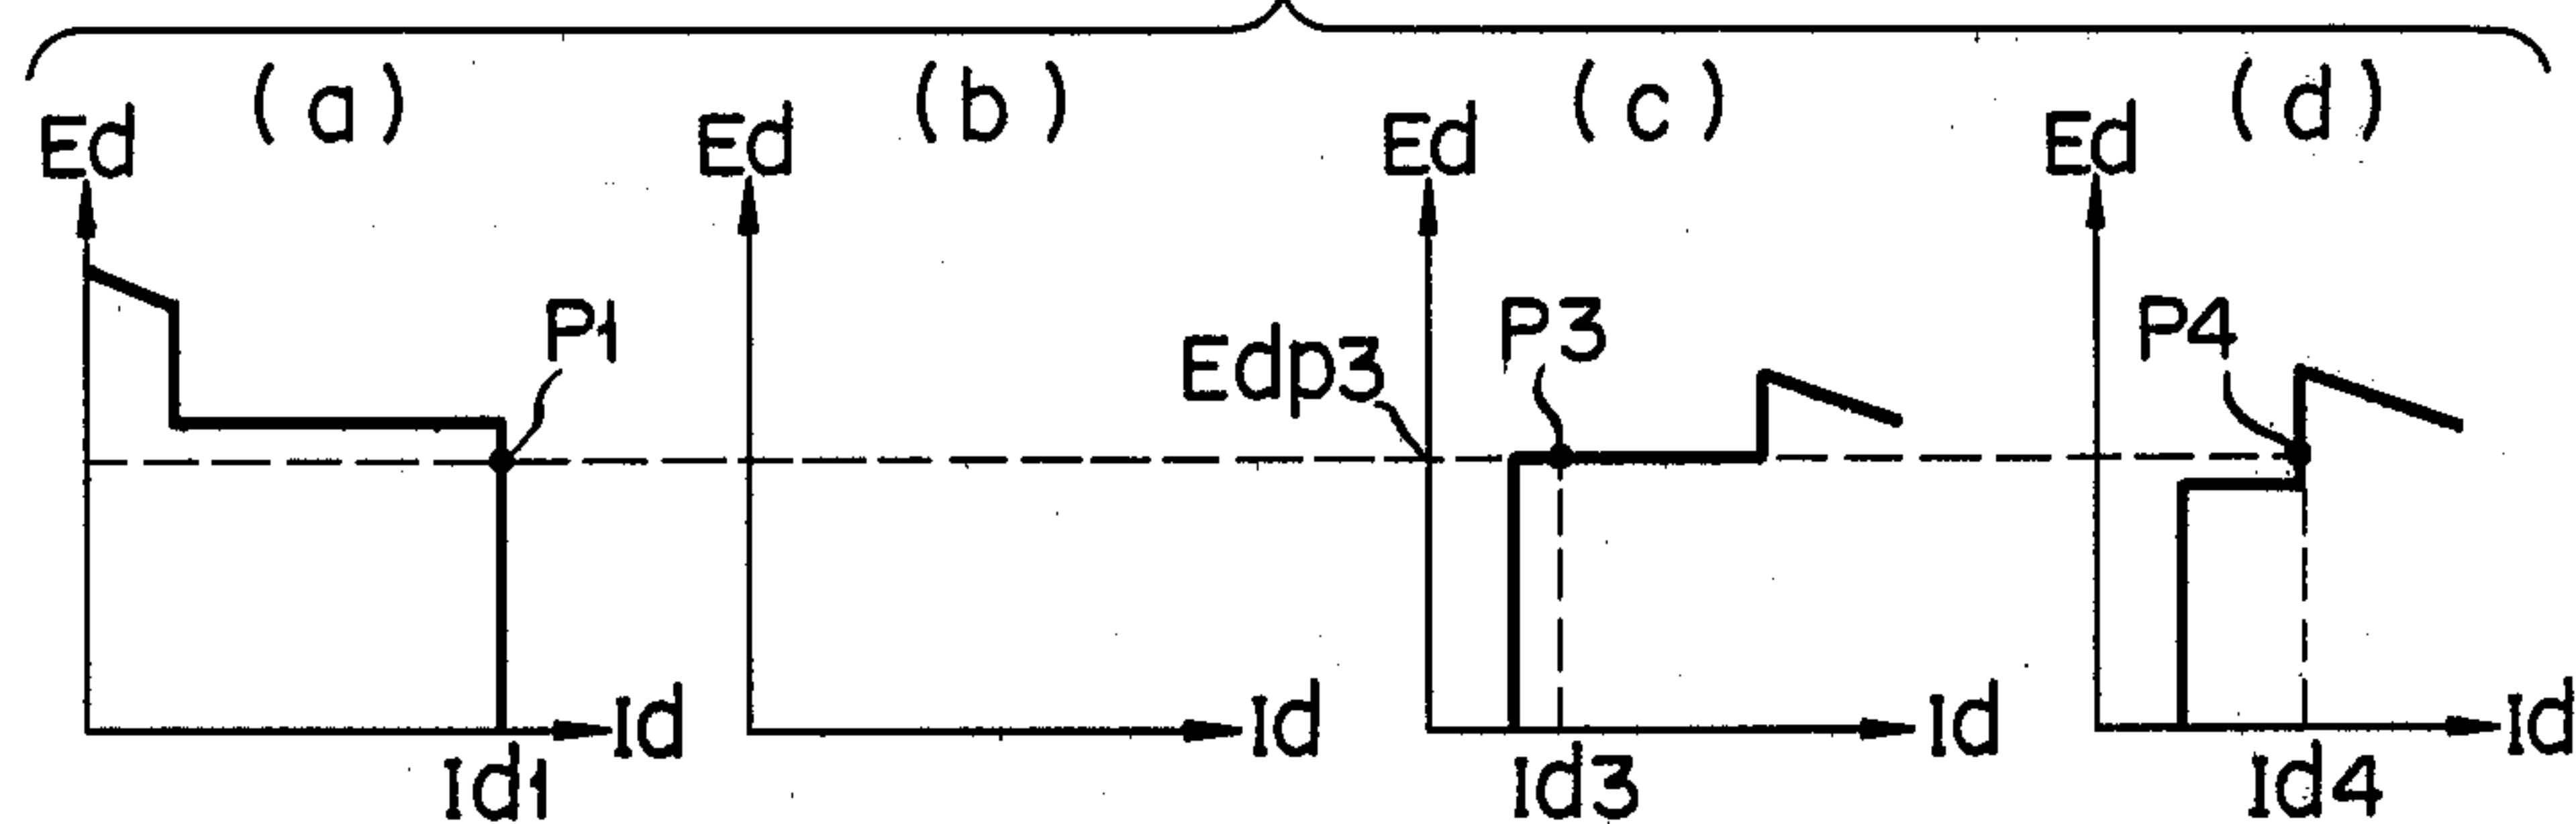 (a) (b) (c) (d)
Ed Ed Ed Ed
P1 Edp3 P3 P4
Id Id Id Id
Id1 Id3 Id4